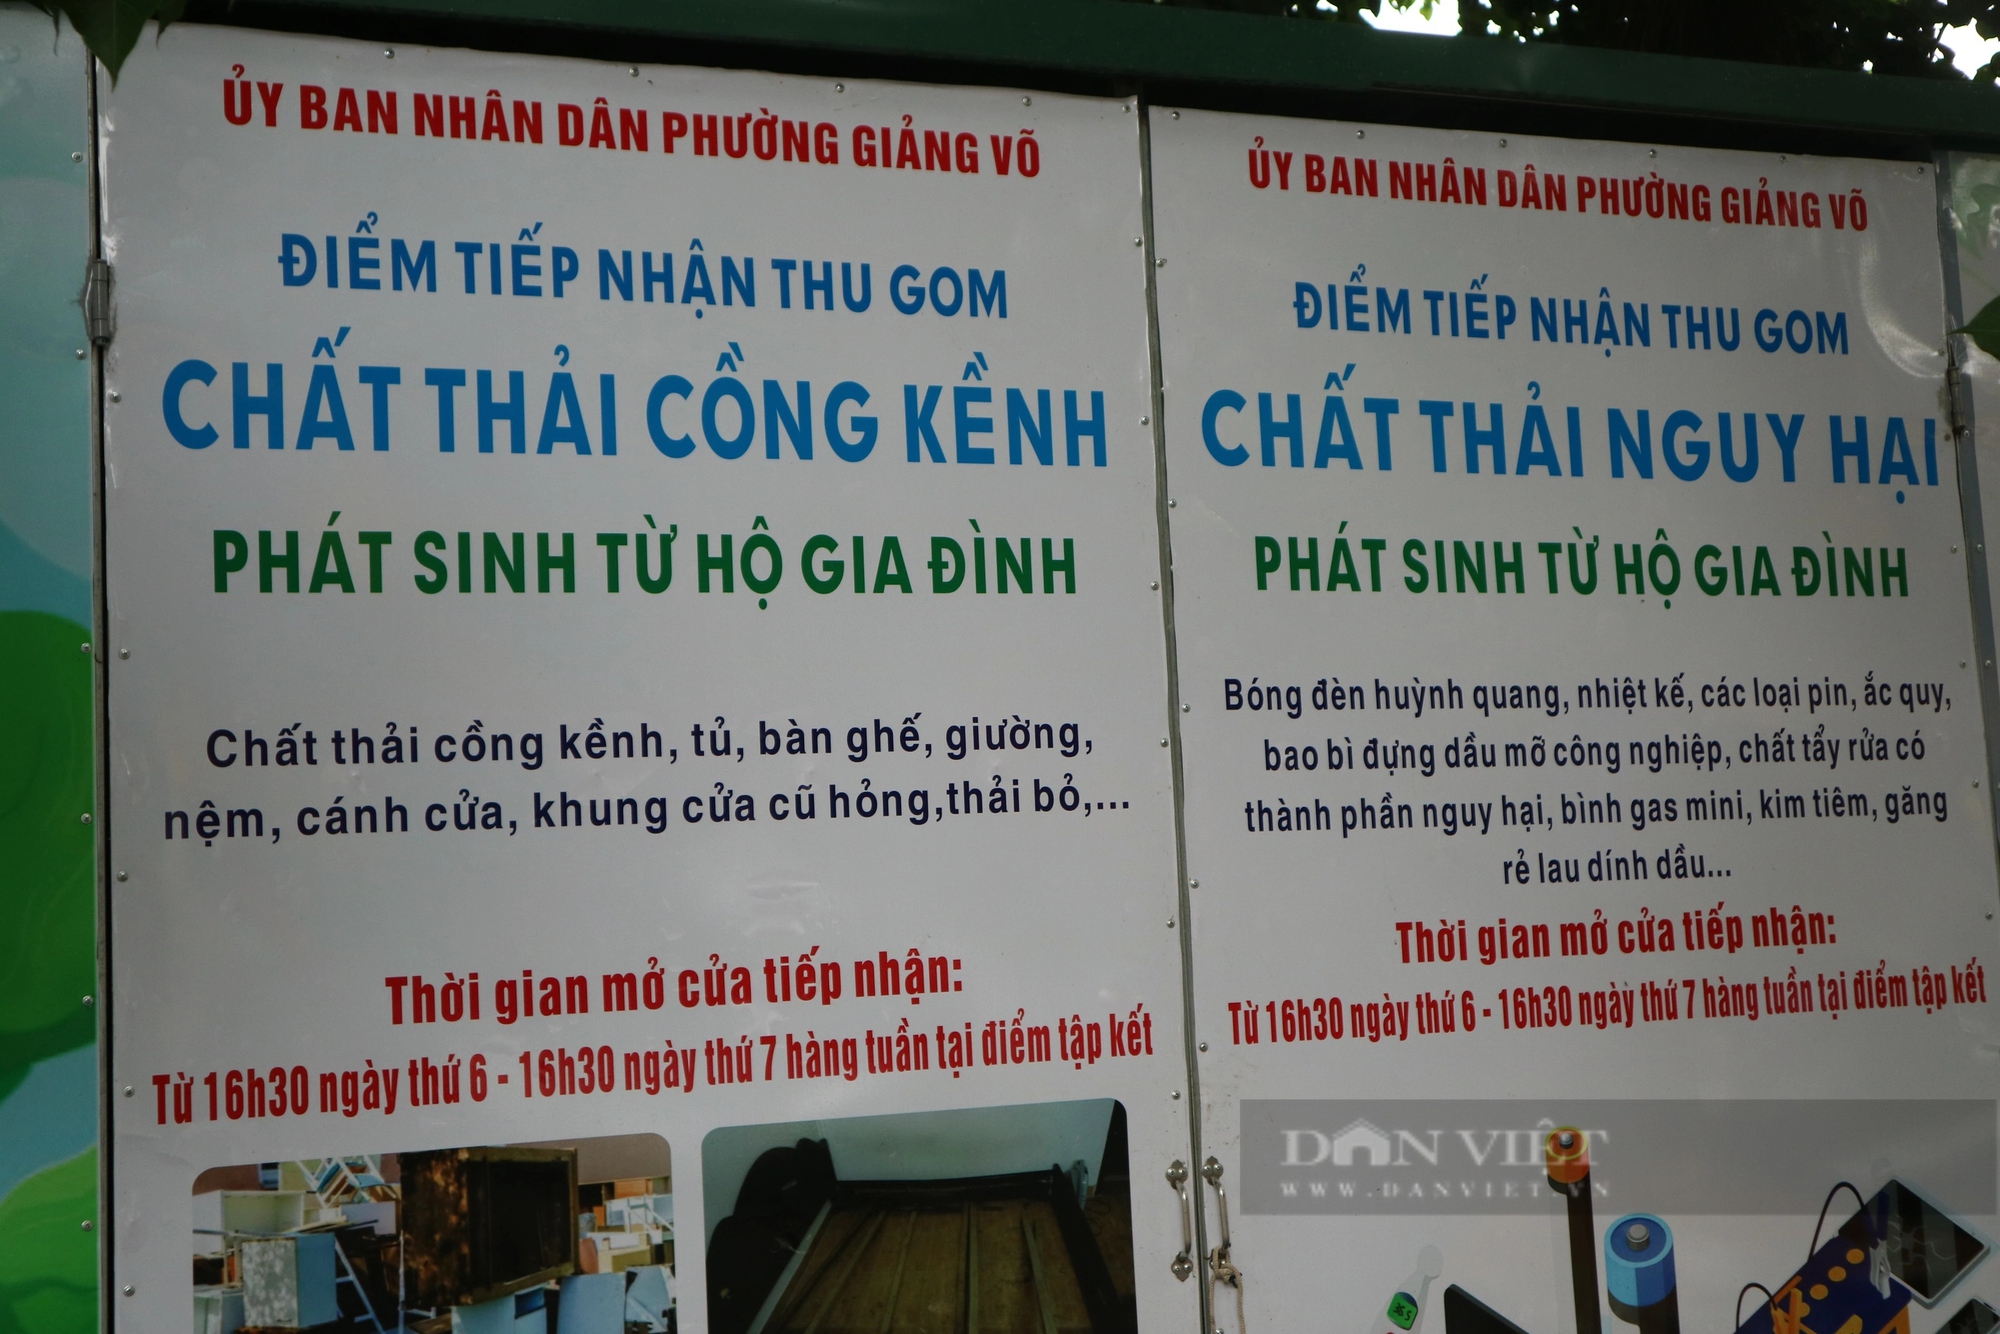 ỦY BAN NHÂN DÂN PHƯỜNG GIẢNG VÕ
ĐIỂM TIẾP NHẬN THU GOM
CHẤT THẢI CỒNG KỀNH
PHÁT SINH TỪ HỘ GIA ĐÌNH
Chất thải cồng kềnh, tủ, bàn ghế, giường,
nệm, cánh cửa, khung cửa cũ hỏng,thải bỏ,...
Thời gian mở cửa tiếp nhận:
Từ 16h30 ngày thứ 6 - 16h30 ngày thứ 7 hàng tuần tại điểm tập kết
ỦY BAN NHÂN DÂN PHƯỜNG GIẢNG VÕ
ĐIỂM TIẾP NHẬN THU GOM
CHẤT THẢI NGUY HẠI
PHÁT SINH TỪ HỘ GIA ĐÌNH
Bóng đèn huỳnh quang, nhiệt kế, các loại pin, ắc quy,
bao bì đựng dầu mỡ công nghiệp, chất tẩy rửa có
thành phần nguy hại, bình gas mini, kim tiêm, găng
rẻ lau dính dầu...
Thời gian mở cửa tiếp nhận:
Từ 16h30 ngày thứ 6 - 16h30 ngày thứ 7 hàng tuần tại điểm tập kết
DÂN VIỆT
WWW.DANVIET.VN
36.5